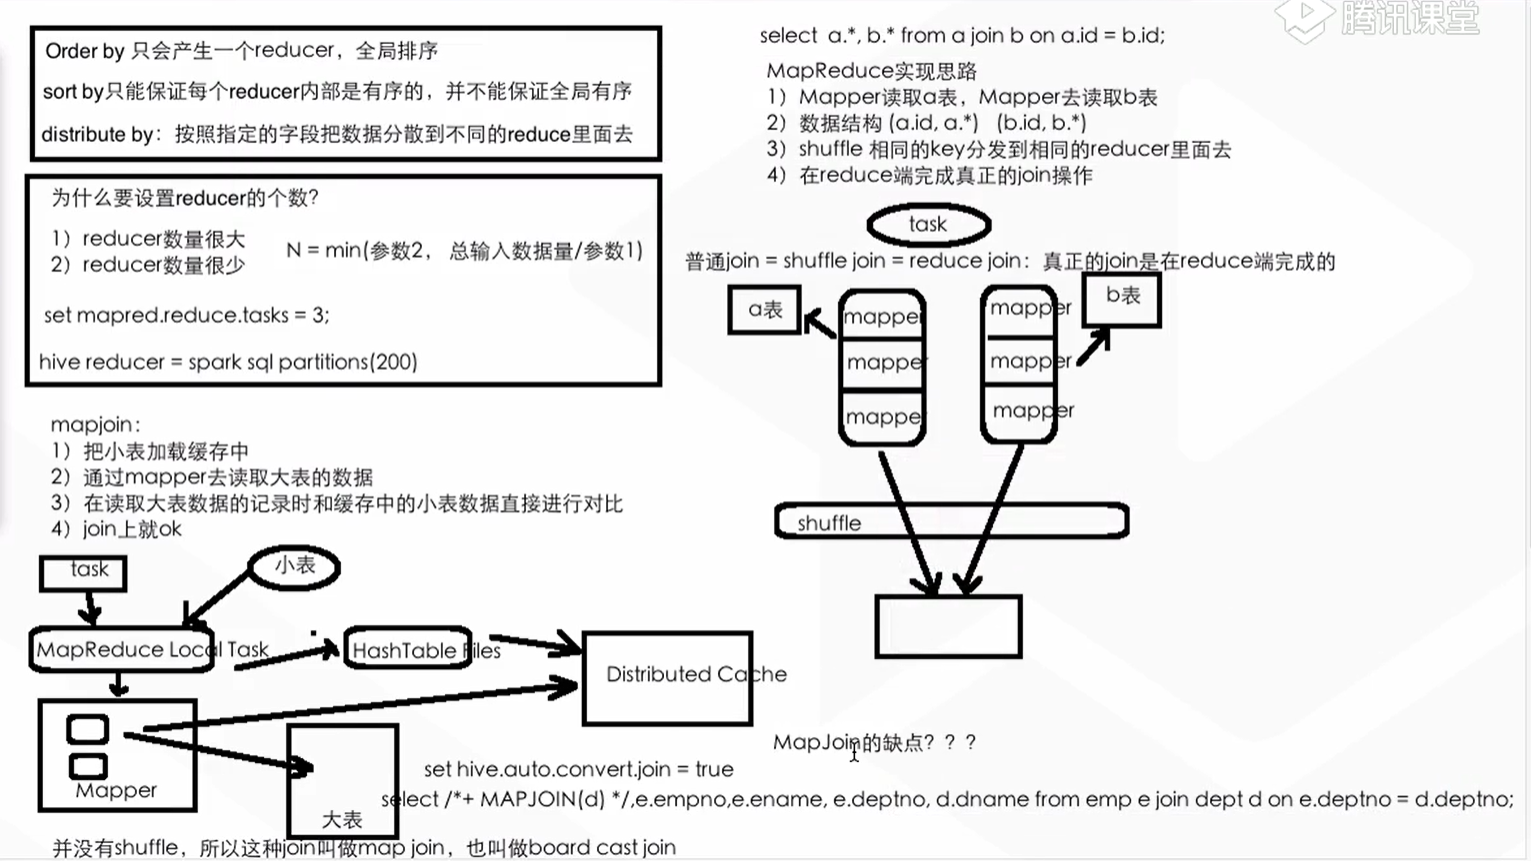 Order by 只会产生一个reducer，全局排序
sort by只能保证每个reducer内部是有序的，并不能保证全局有序
distribute by：按照指定的字段把数据分散到不同的reduce里面去
为什么要设置reducer的个数?
1）reducer数量很大
2）reducer数量很少
N = min(参数2， 总输入数据量/参数1)
set mapred.reduce.tasks = 3;
hive reducer = spark sql partitions(200)
mapjoin：
1）把小表加载缓存中
2）通过mapper去读取大表的数据
3）在读取大表数据的记录时和缓存中的小表数据直接进行对比
4）join上就ok
task
小表
MapReduce Local Task
HashTable Files
Distributed Cache
Mapper
大表
set hive.auto.convert.join = true
select /*+ MAPJOIN(d) */,e.empno,e.ename, e.deptno, d.dname from emp e join dept d on e.deptno = d.deptno;
并没有shuffle，所以这种join叫做map join，也叫做board cast join
腾讯课堂
select a.*, b.* from a join b on a.id = b.id;
MapReduce实现思路
1）Mapper读取a表，Mapper去读取b表
2）数据结构 (a.id, a.*) (b.id, b.*)
3）shuffle 相同的key分发到相同的reducer里面去
4）在reduce端完成真正的join操作
task
普通join = shuffle join = reduce join：真正的join是在reduce端完成的
a表
mapper
mapper
mapper
mapper
mapper
mapper
b表
shuffle
MapJoin的缺点？？？